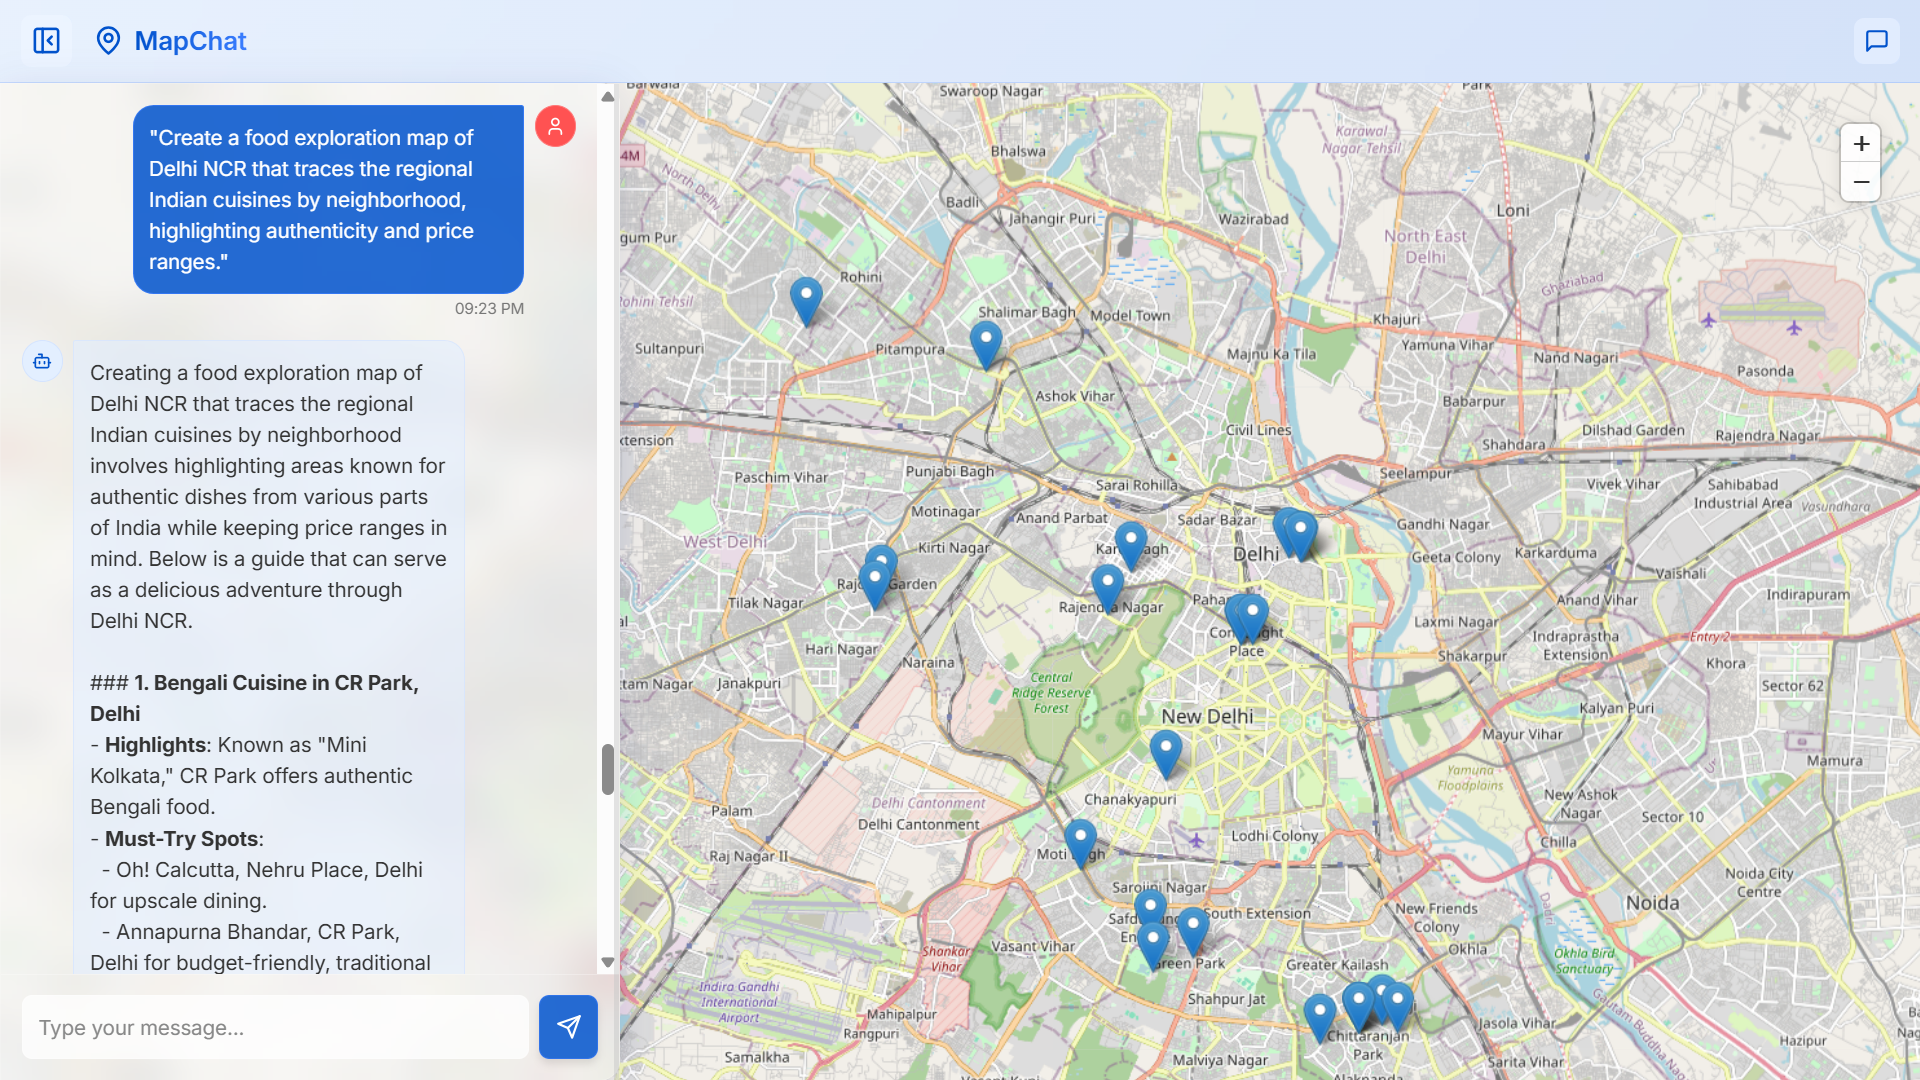 MapChat
"Create a food exploration map of
Delhi NCR that traces the regional
Indian cuisines by neighborhood,
highlighting authenticity and price
ranges."
09:23 PM
Creating a food exploration map of
Delhi NCR that traces the regional
Indian cuisines by neighborhood
involves highlighting areas known for
authentic dishes from various parts
of India while keeping price ranges in
mind. Below is a guide that can serve
as a delicious adventure through
Delhi NCR.
### 1. Bengali Cuisine in CR Park,
Delhi
- Highlights: Known as "Mini
Kolkata," CR Park offers authentic
Bengali food.
- Must-Try Spots:
- Oh! Calcutta, Nehru Place, Delhi
for upscale dining.
- Annapurna Bhandar, CR Park,
Delhi for budget-friendly, traditional
Type your message...
+
−
Swaroop Nagar
Karawal
Nagar Tehsil
4M
Bhalswa
North Delhi
Badli
Jahangir Puri
Wazirabad
Loni
gum Pur
North East
Delhi
Rohini
Ghaziabad
Rohini Tehsil
Shalimar Bagh
Model Town
Khajuri
Sultanpuri
Pitampura
Majnu Ka Tila
Yamuna Vihar
Nand Nagari
Pasonda
Ashok Vihar
Babarpur
xtension
Civil Lines
Shahdara
Dilshad Garden
Rajendra Nagar
Paschim Vihar
Punjabi Bagh
Sarai Rohilla
Seelampur
Vivek Vihar
Sahibabad
Industrial Area
Vasundhara
Motinagar
Anand Parbat
Sadar Bazar
Gandhi Nagar
West Delhi
Kirti Nagar
Delhi
Geeta Colony
Karkarduma
Vaishali
Tilak Nagar
Garden
Nagar
Anand Vihar
Indirapuram
Laxmi Nagar
Place
Hari Nagar
Naraina
Shakarpur
Indraprastha
Extension
Entry 2
Khora
tam Nagar
Janakpuri
Central
Ridge Reserve
Forest
Sector 62
New Delhi
Kalyan Puri
Mayur Vihar
Yamuna
Floodplains
Mamura
Palam
Delhi Cantonment
Delhi Cantonment
Chanakyapuri
New Ashok
Nagar
Sector 10
Lodhi Colony
Chilla
Raj Nagar II
Moti
Sarojini Nagar
Noida City
Centre
South Extension
New Friends
Colony
Noida
Dadri
Shankar
Vihar
Vasant Vihar
Okhla
Greater Kailash
Okhla Bird
Sanctuary
Indira Gandhi
International
Airport
Shahpur Jat
Mahipalpur
Rangpuri
Jasola Vihar
Gautam Buddha
Chittaranjan
Park
Hazipur
Samalkha
Malviya Nagar
Sarita Vihar